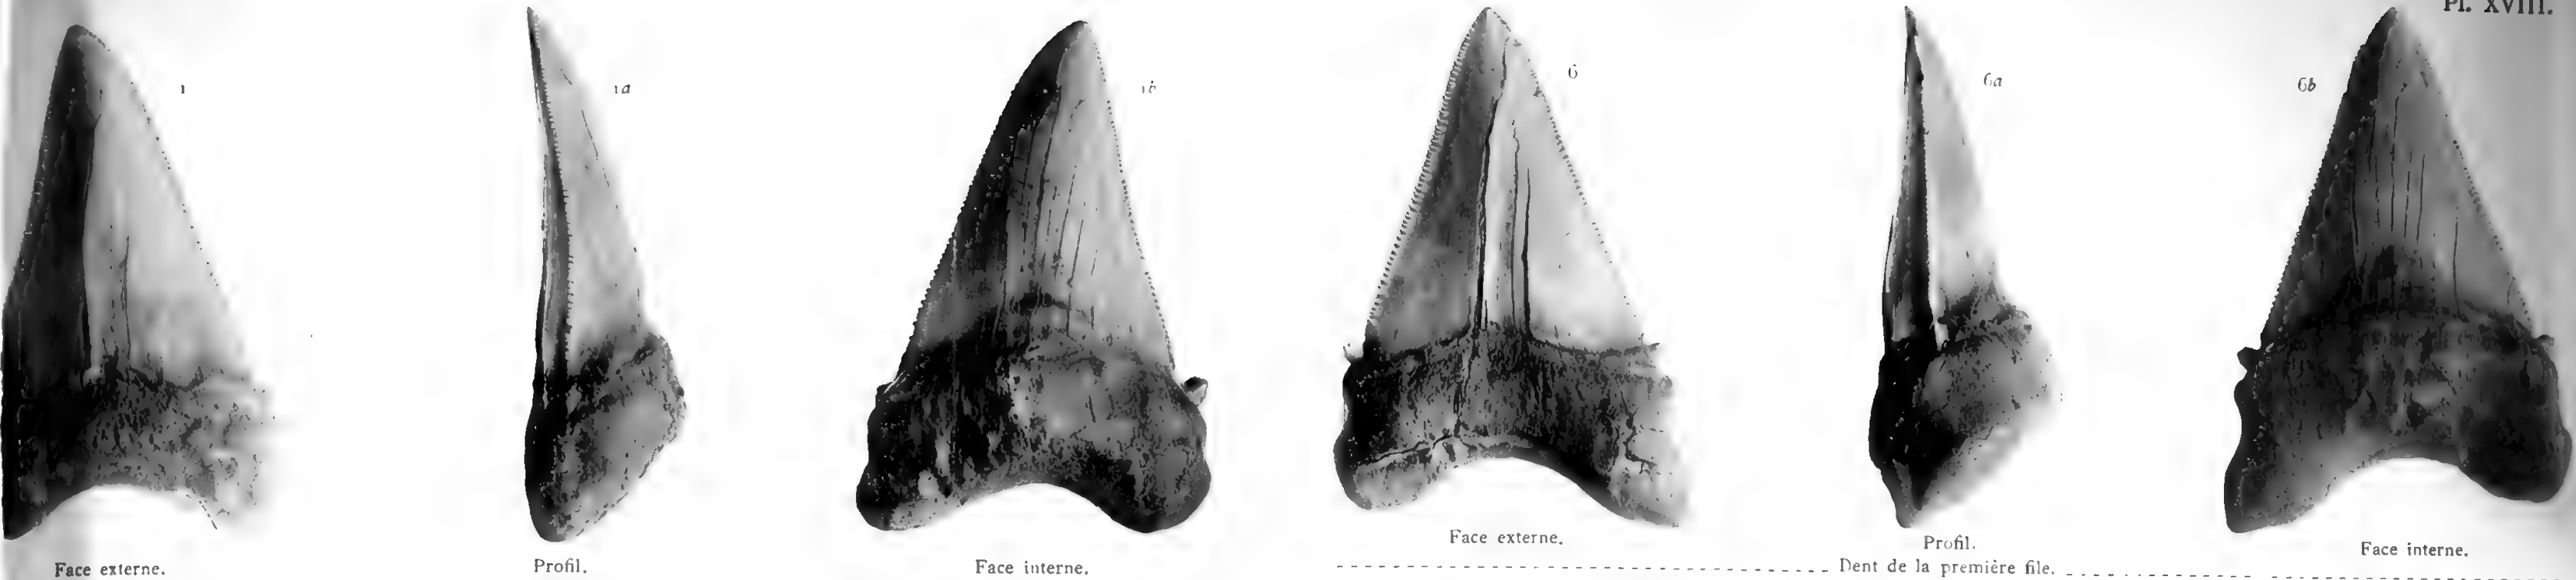 Pl. XVIII.
1
1a
1b
6
6a
6b
Face externe.
Profil.
Face interne.
Face externe.
Profil.
Face interne.
Dent de la première file.